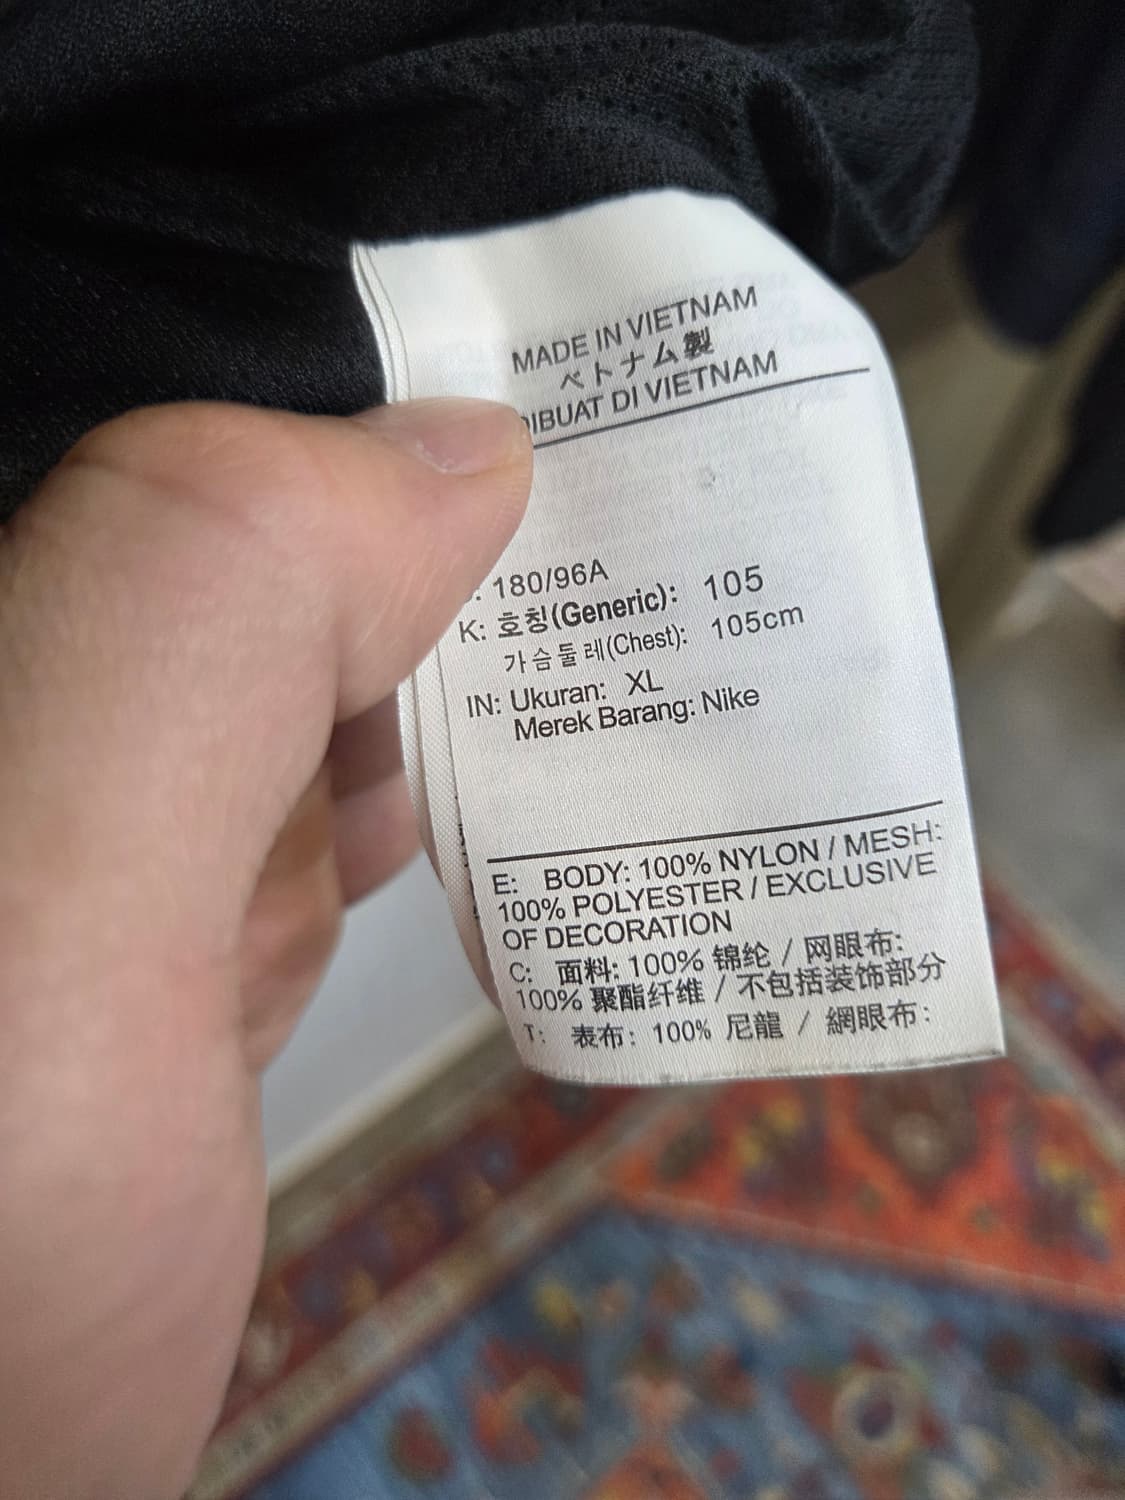 MADE IN VIETNAM
ベトナム製
DIBUAT DI VIETNAM
: 180/96A
K: 호칭(Generic): 105
가슴둘레(Chest): 105cm
IN: Ukuran: XL
Merek Barang: Nike
E: BODY: 100% NYLON / MESH:
100% POLYESTER / EXCLUSIVE
OF DECORATION
C: 面料: 100% 锦纶 / 网眼布:
100% 聚酯纤维 / 不包括装饰部分
T: 表布: 100% 尼龍 / 網眼布: